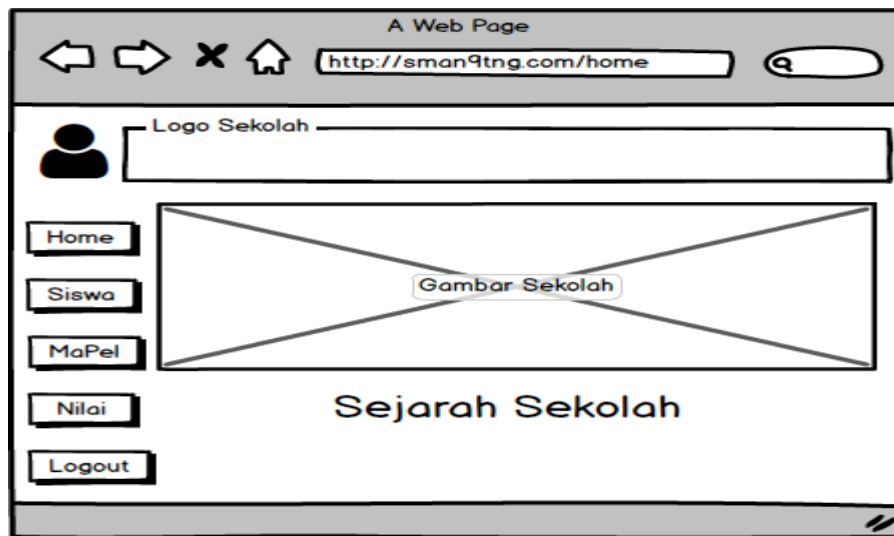 A Web Page
http://sman9tng.com/home
Logo Sekolah
Home
Gambar Sekolah
Siswa
MaPel
Nilai
Sejarah Sekolah
Logout